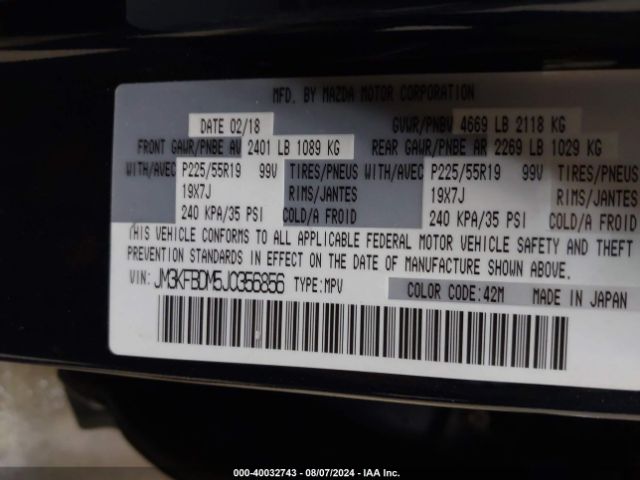 MFD. BY MAZDA MOTOR CORPORATION
DATE 02/18 GVWR/PNBV 4669 LB 2118 KG
FRONT GAWR/PNBE AV 2401 LB 1089 KG REAR GAWR/PNBE AR 2269 LB 1029 KG
WITH/AVEC P225/55R19 99V TIRES/PNEUS WITH/AVEC P225/55R19 99V TIRES/PNEUS
19X7J RIMS/JANTES 19X7J RIMS/JANTES
240 KPA/35 PSI COLD/A FROID 240 KPA/35 PSI COLD/A FROID
THIS VEHICLE CONFORMS TO ALL APPLICABLE FEDERAL MOTOR VEHICLE SAFETY AND THEFT
PREVENTION STANDARDS IN EFFECT ON THE DATE OF MANUFACTURE SHOWN ABOVE.
VIN: JM3KFBDM5J0356856 TYPE: MPV COLOR CODE: 42M MADE IN JAPAN
000-40032743 - 08/07/2024 - IAA Inc.